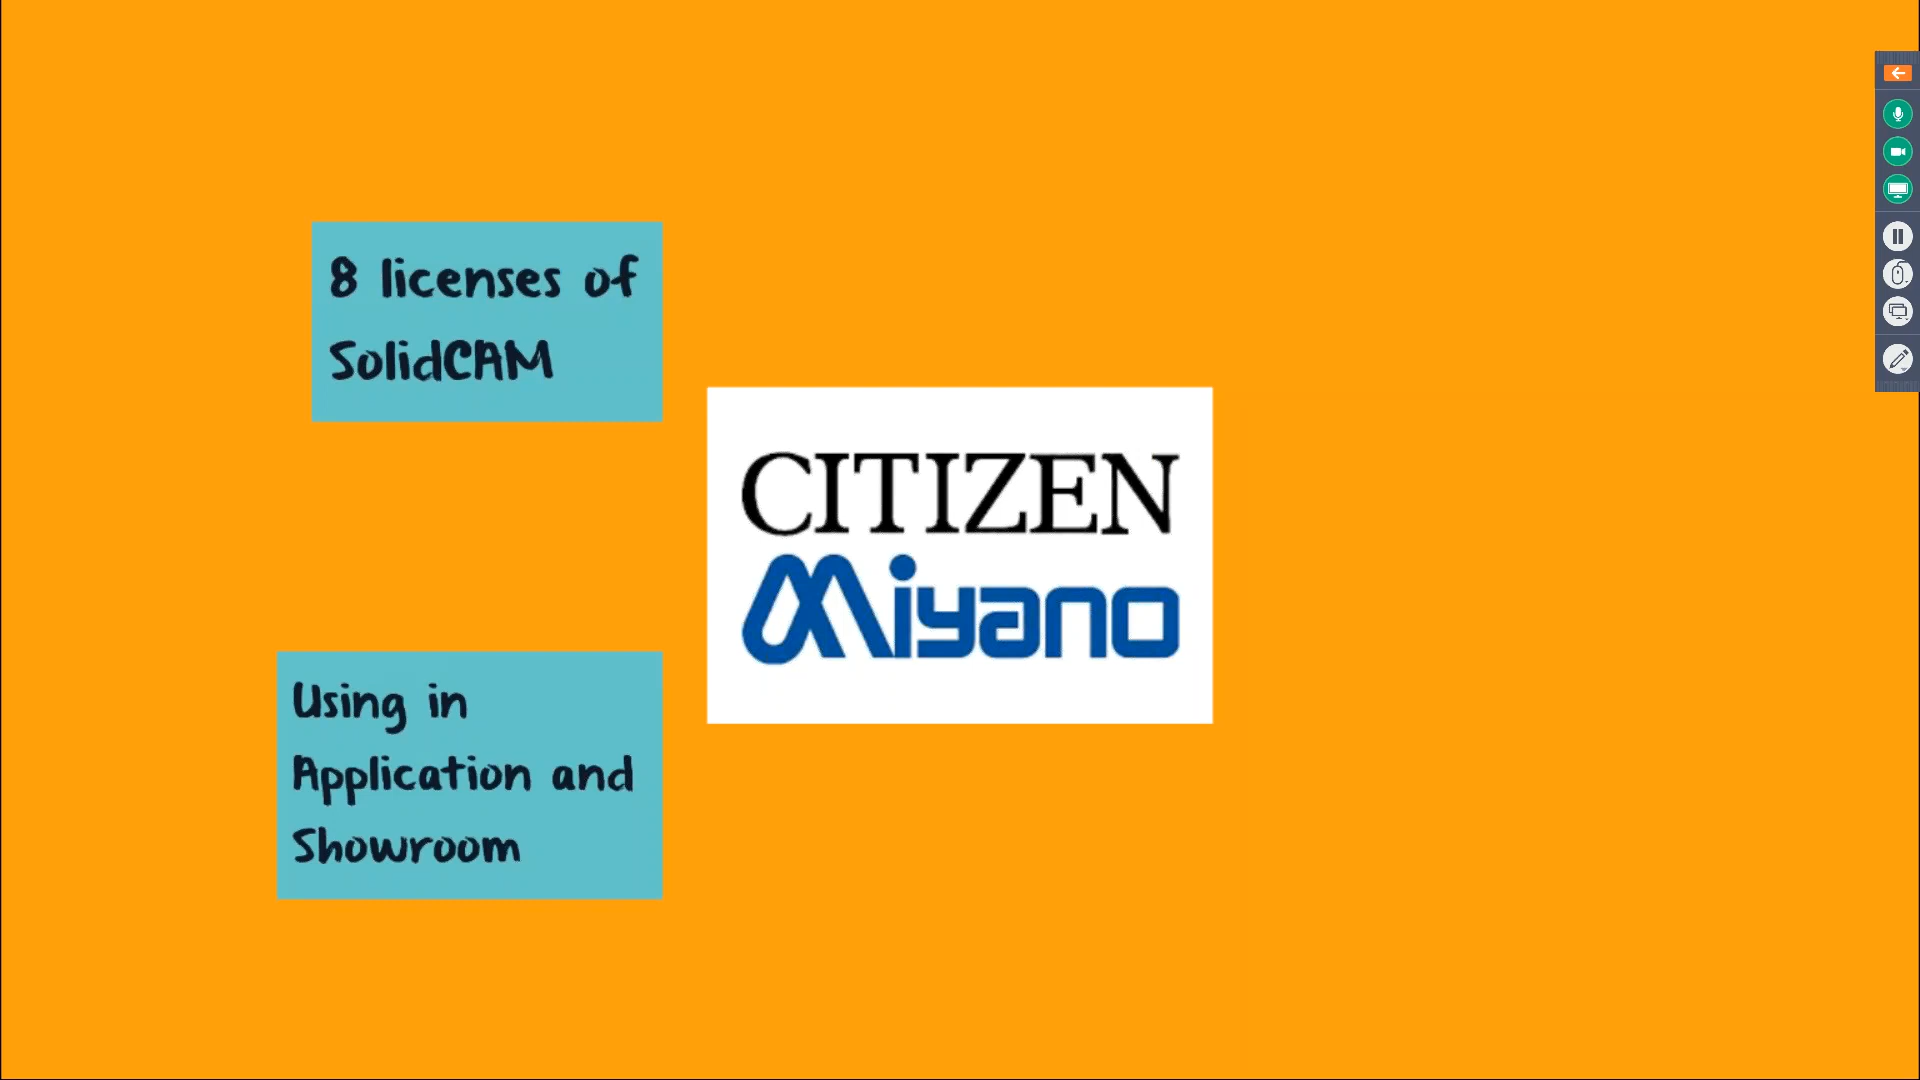 8 licenses of
SolidCAM
CITIZEN
Miyano
Using in
Application and
Showroom